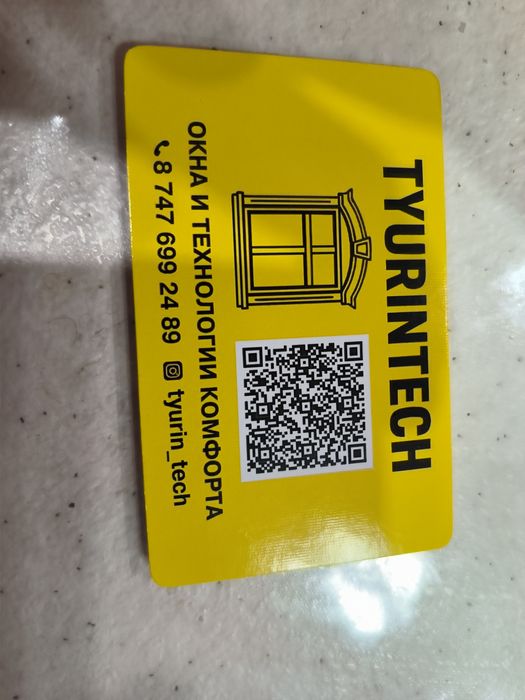 TYURINTECH
ОКНА И ТЕХНОЛОГИИ КОМФОРТА
8 747 699 24 89 tyurin_tech